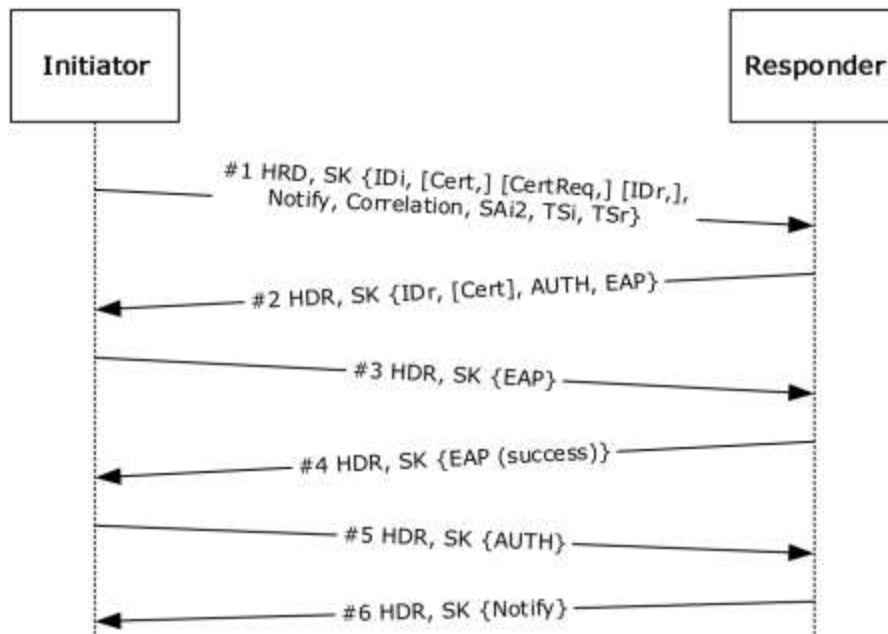 Initiator
Responder
#1 HRD, SK {IDi, [Cert,] [CertReq,] [IDr,],
Notify, Correlation, SAi2, TSi, TSr}
#2 HDR, SK {IDr, [Cert], AUTH, EAP}
#3 HDR, SK {EAP}
#4 HDR, SK {EAP (success)}
#5 HDR, SK {AUTH}
#6 HDR, SK {Notify}